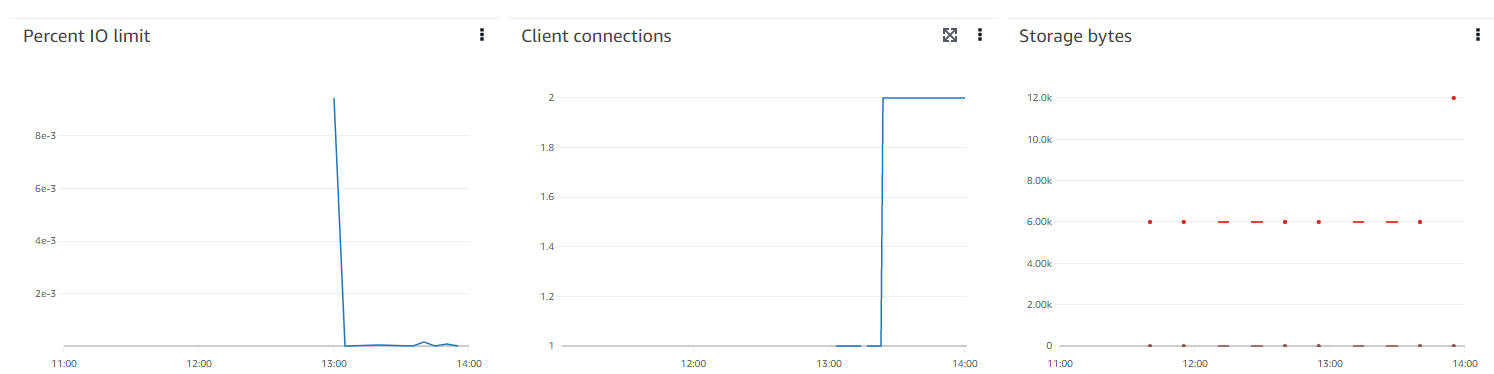 Percent IO limit
8e-3
6e-3
4e-3
2e-3
11:00 12:00 13:00 14:00
Client connections
2
1.8
1.6
1.4
1.2
1
12:00 13:00 14:00
Storage bytes
12.0k
10.0k
8.00k
6.00k
4.00k
2.00k
0
11:00 12:00 13:00 14:00